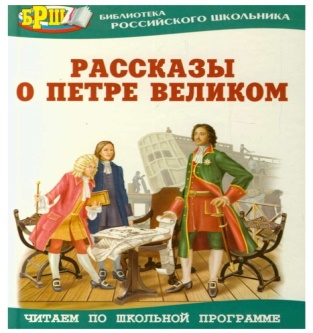 БРШ
БИБЛИОТЕКА
РОССИЙСКОГО ШКОЛЬНИКА
РАССКАЗЫ
О ПЕТРЕ ВЕЛИКОМ
ЧИТАЕМ ПО ШКОЛЬНОЙ ПРОГРАММЕ